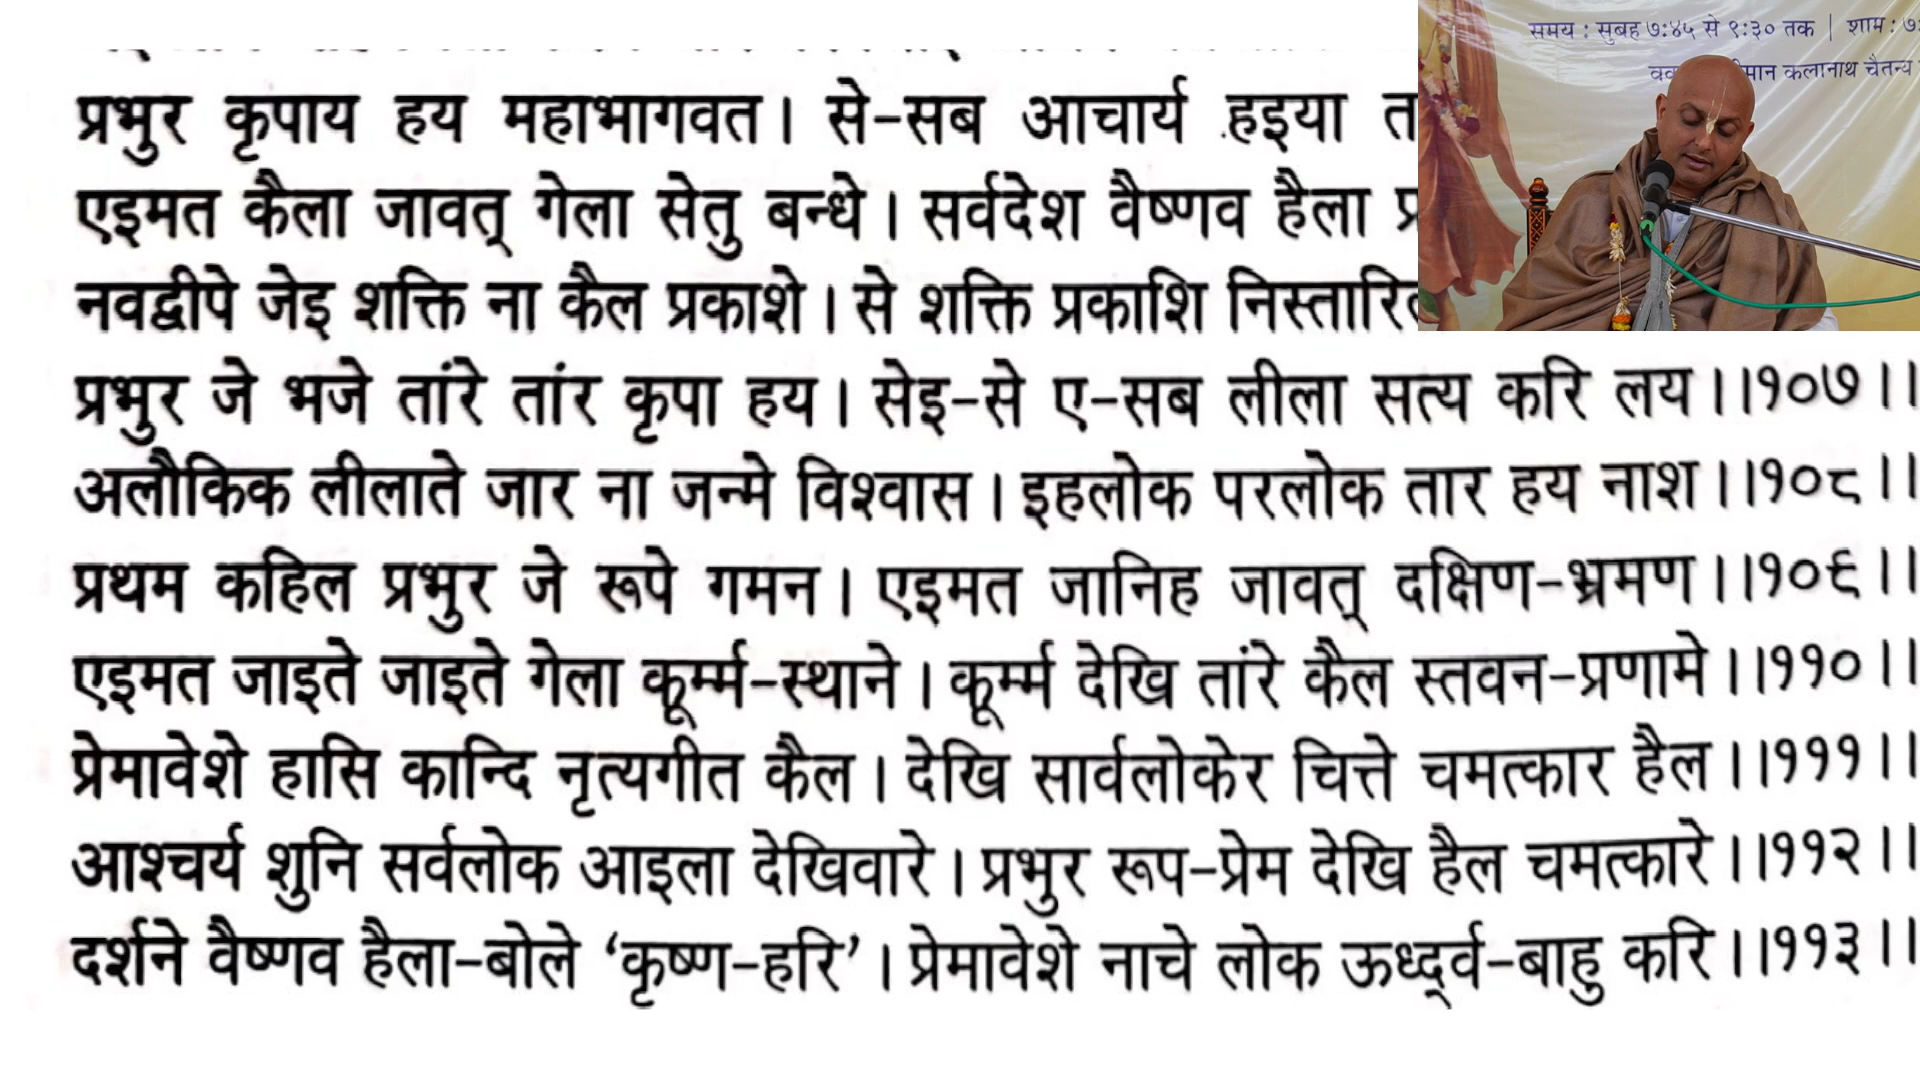 प्रभुर कृपाय हय महाभागवत। से-सब आचार्य हइया
एइमत कैला जावत् गेला सेतु बन्धे। सर्वदेश वैष्णव हैला
नवद्वीपे जेइ शक्ति ना कैल प्रकाशे। से शक्ति प्रकाशि
प्रभुर जे भजे तांरे तांर कृपा हय। सेइ-से ए-सब लीला सत्य करि लय।।१०७।।
अलौकिक लीलाते जार ना जन्मे विश्वास। इहलोक परलोक तार हय नाश।।१०८।।
प्रथम कहिल प्रभुर जे रूपे गमन। एइमत जानिह जावत् दक्षिण-भ्रमण।।१०९।।
एइमत जाइते जाइते गेला कूर्म्म-स्थाने। कूर्म्म देखि तांरे कैल स्तवन-प्रणामे।।११०।।
प्रेमावेशे हासि कान्दि नृत्यगीत कैल। देखि सार्वलोकेर चित्ते चमत्कार हैल।।१११।।
आश्चर्य शुनि सर्वलोक आइला देखिवारे। प्रभुर रूप-प्रेम देखि हैल चमत्कारे।।११२।।
दर्शने वैष्णव हैला-बोले ‘कृष्ण-हरि’। प्रेमावेशे नाचे लोक ऊर्ध्द्व-बाहु करि।।११३।।
समय : सुबह ७:४५ से ९:३० तक | शाम :
कलानाथ चैतन्य